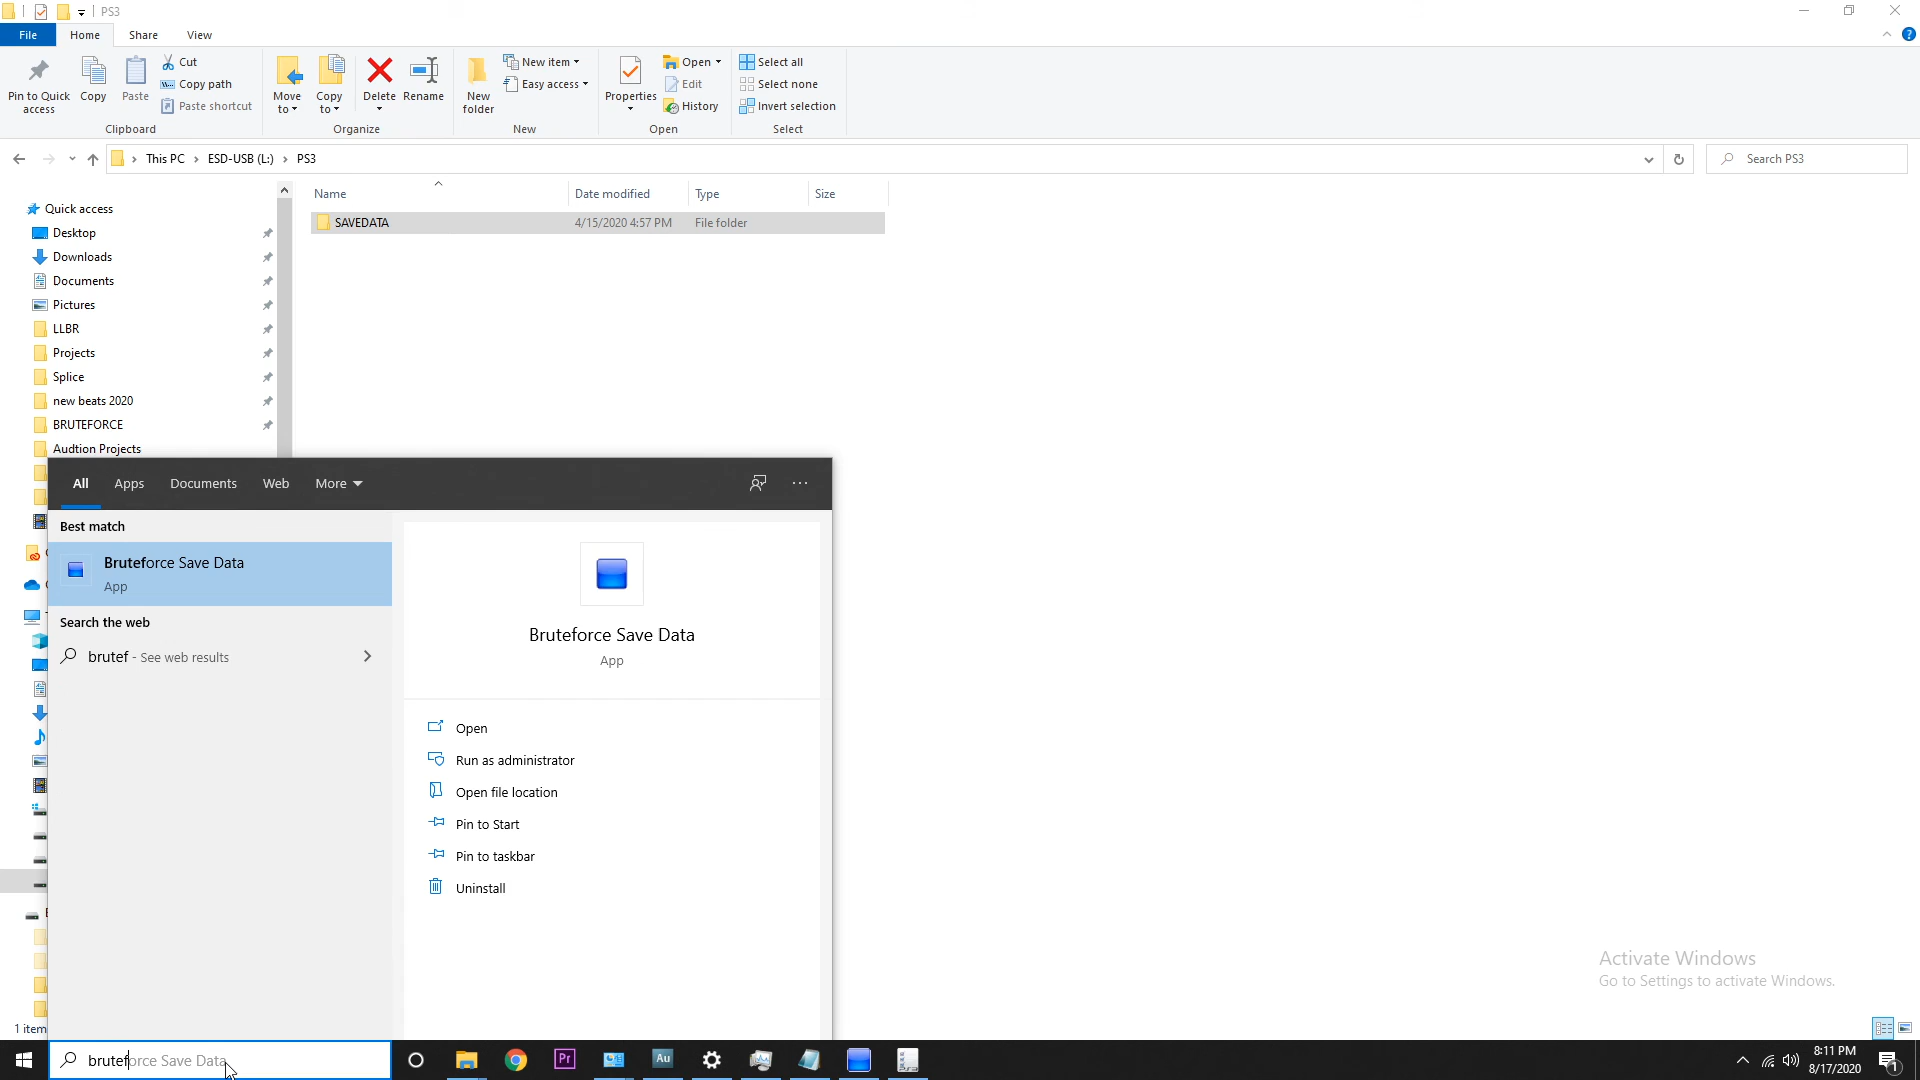 PS3
File Home Share View
Pin to Quick access
Copy
Paste
Cut
Copy path
Paste shortcut
Clipboard
Move to
Copy to
Delete
Rename
Organize
New folder
New item
Easy access
New
Properties
Open
Edit
History
Open
Select all
Select none
Invert selection
Select
This PC > ESD-USB (L:) > PS3
Search PS3
Name Date modified Type Size
SAVEDATA 4/15/2020 4:57 PM File folder
Quick access
Desktop
Downloads
Documents
Pictures
LLBR
Projects
Splice
new beats 2020
BRUTEFORCE
Audtion Projects
All Apps Documents Web More
Best match
Bruteforce Save Data
App
Search the web
brutef - See web results
Bruteforce Save Data
App
Open
Run as administrator
Open file location
Pin to Start
Pin to taskbar
Uninstall
Activate Windows
Go to Settings to activate Windows.
1 item
bruteforce Save Data
Pr
Au
8:11 PM
8/17/2020
1